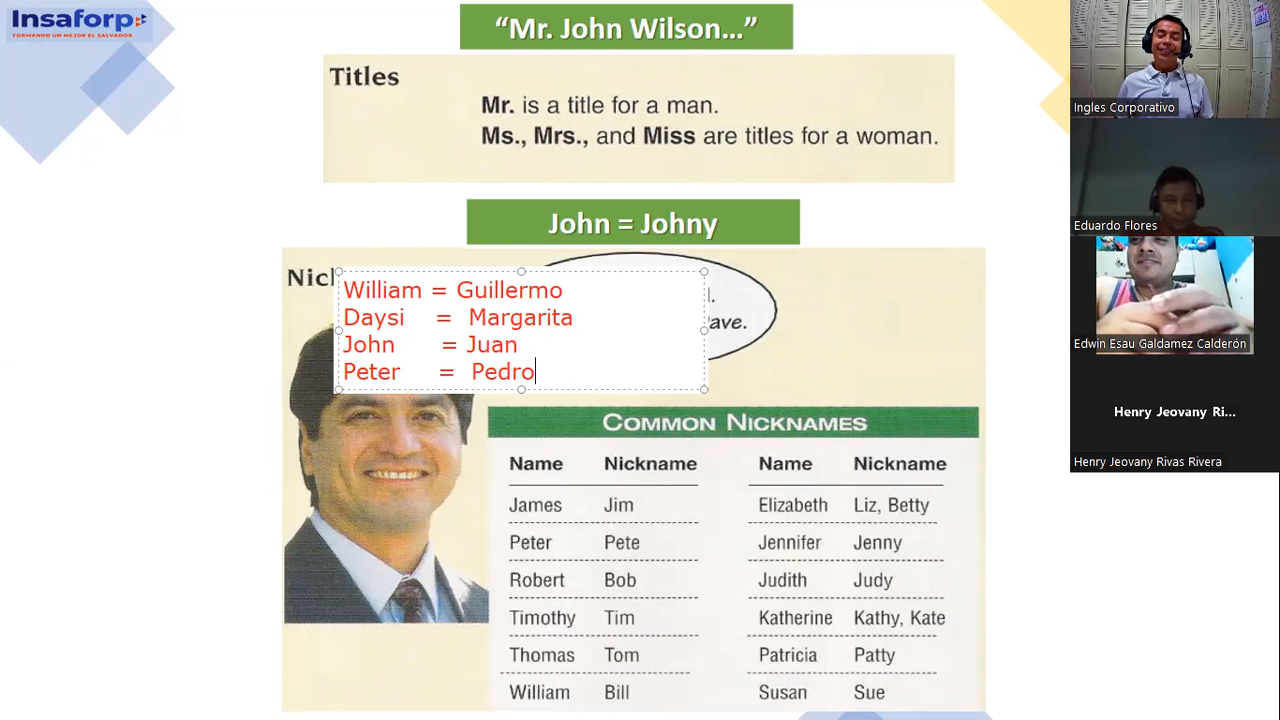 Insaforp
FORMANDO UN MEJOR EL SALVADOR
“Mr. John Wilson...”
Titles
Mr. is a title for a man.
Ms., Mrs., and Miss are titles for a woman.
John = Johny
William = Guillermo
Daysi = Margarita
John = Juan
Peter = Pedro
COMMON NICKNAMES
Name Nickname Name Nickname
James Jim Elizabeth Liz, Betty
Peter Pete Jennifer Jenny
Robert Bob Judith Judy
Timothy Tim Katherine Kathy, Kate
Thomas Tom Patricia Patty
William Bill Susan Sue
Ingles Corporativo
Eduardo Flores
Edwin Esau Galdamez Calderón
Henry Jeovany Ri...
Henry Jeovany Rivas Rivera